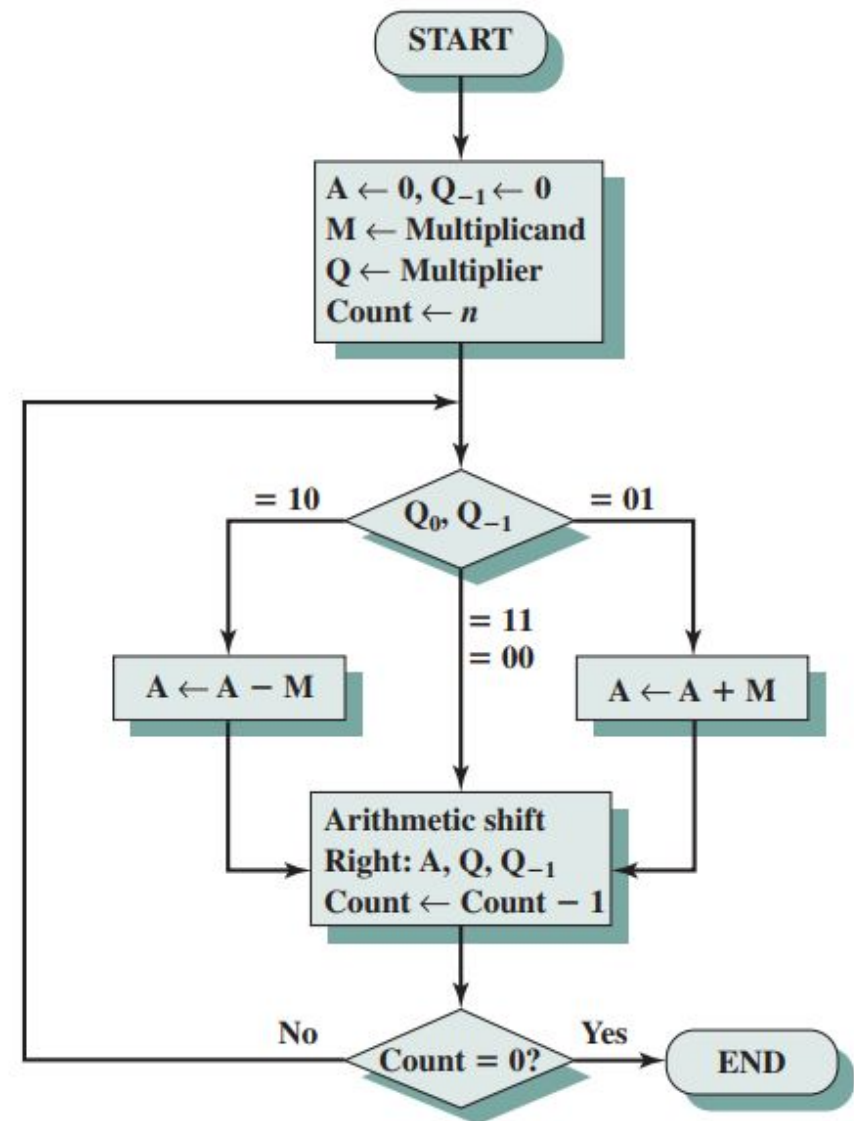 START
A ← 0, Q₋₁ ← 0
M ← Multiplicand
Q ← Multiplier
Count ← n
= 10
Q₀, Q₋₁
= 01
= 11
= 00
A ← A − M
A ← A + M
Arithmetic shift
Right: A, Q, Q₋₁
Count ← Count − 1
No
Count = 0?
Yes
END